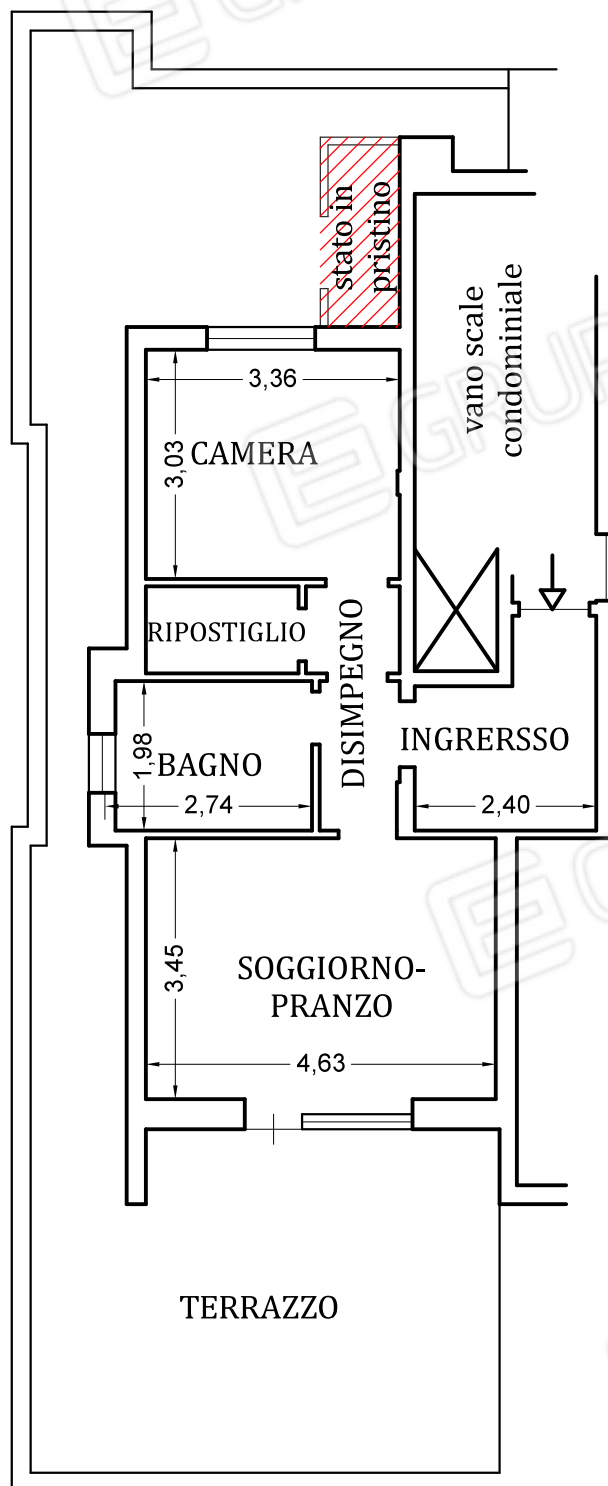 stato in
pristino
vano scale
condominiale
3,36
3,03
CAMERA
RIPOSTIGLIO
DISIMPEGNO
INGRERSSO
1,98
BAGNO
2,74
2,40
3,45
SOGGIORNO-
PRANZO
4,63
TERRAZZO